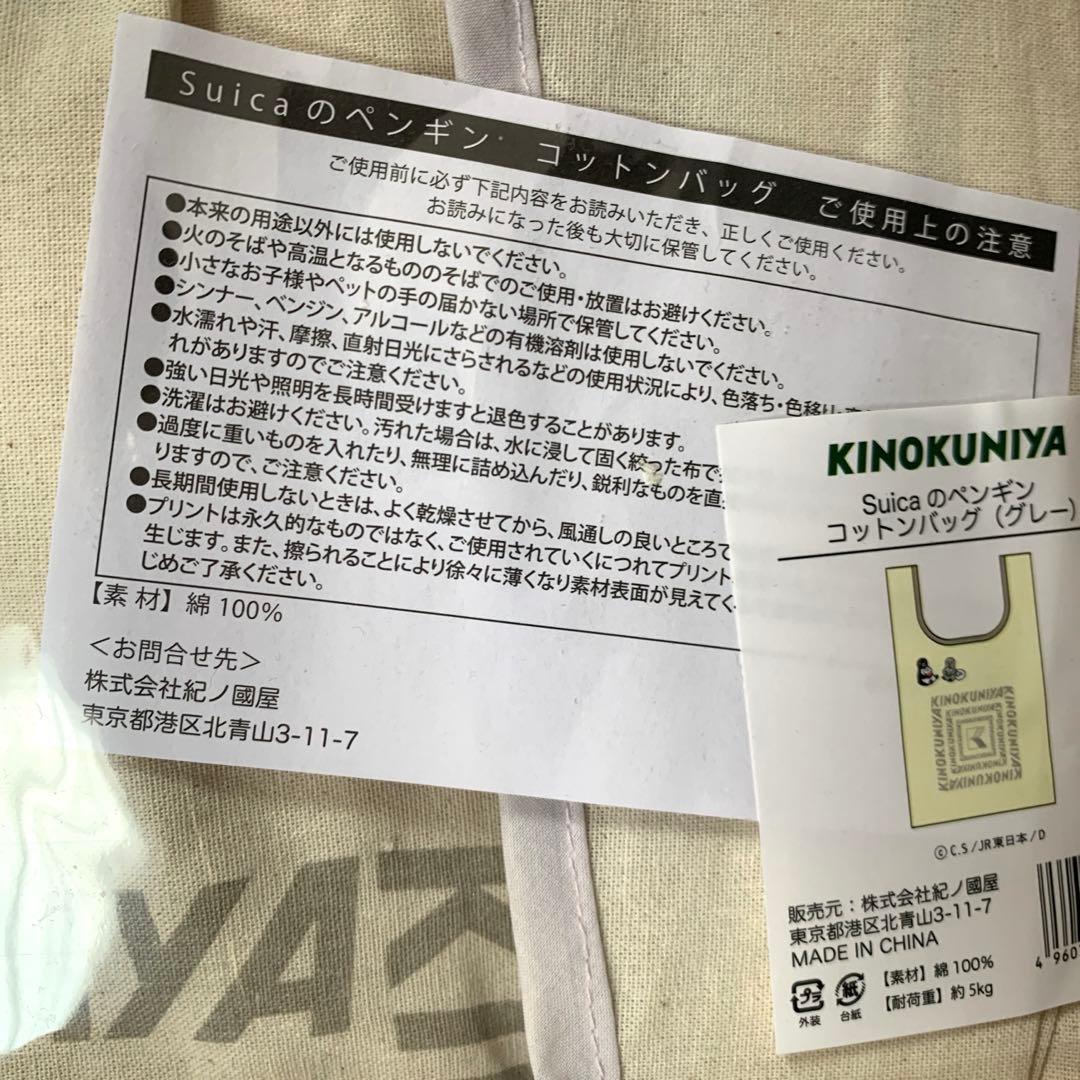 Suicaのペンギン® コットンバッグ ご使用上の注意
ご使用前に必ず下記内容をお読みいただき、正しくご使用ください。
お読みになった後も大切に保管してください。
●本来の用途以外には使用しないでください。
●火のそばや高温となるもののそばでのご使用・放置はお避けください。
●小さなお子様やペットの手の届かない場所で保管してください。
●シンナー、ベンジン、アルコールなどの有機溶剤は使用しないでください。
●水濡れや汗、摩擦、直射日光にさらされるなどの使用状況により、色落ち・色移り・
れがありますのでご注意ください。
●強い日光や照明を長時間受けますと退色することがあります。
●洗濯はお避けください。汚れた場合は、水に浸して固く絞った布で
●過度に重いものを入れたり、無理に詰め込んだり、鋭利なものを直
りますので、ご注意ください。
●長期間使用しないときは、よく乾燥させてから、風通しの良いところで
●プリントは永久的なものではなく、ご使用されていくにつれてプリント
生じます。また、擦られることにより徐々に薄くなり素材表面が見えてく
じめご了承ください。
【素 材】綿 100%
＜お問合せ先＞
株式会社紀ノ國屋
東京都港区北青山3-11-7
KINOKUNIYA
Suicaのペンギン
コットンバッグ（グレー）
KINOKUNIYA
KINOKUNIYA
KINOKUNIYA
KINOKUNIYA
K
©C.S/JR東日本/D
販売元：株式会社紀ノ國屋
東京都港区北青山3-11-7
MADE IN CHINA
プラ
外装
紙
台紙
【素材】綿 100%
【耐荷重】約 5kg
4 960
YA